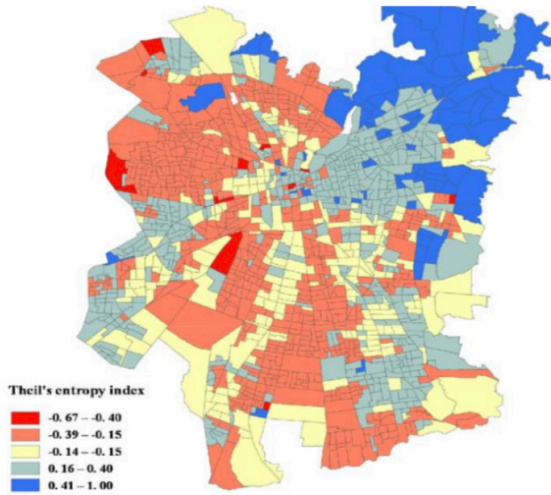 Theil's entropy index
-0. 67 – -0. 40
-0. 39 – -0. 15
-0. 14 – -0. 15
0. 16 – 0. 40
0. 41 – 1. 00